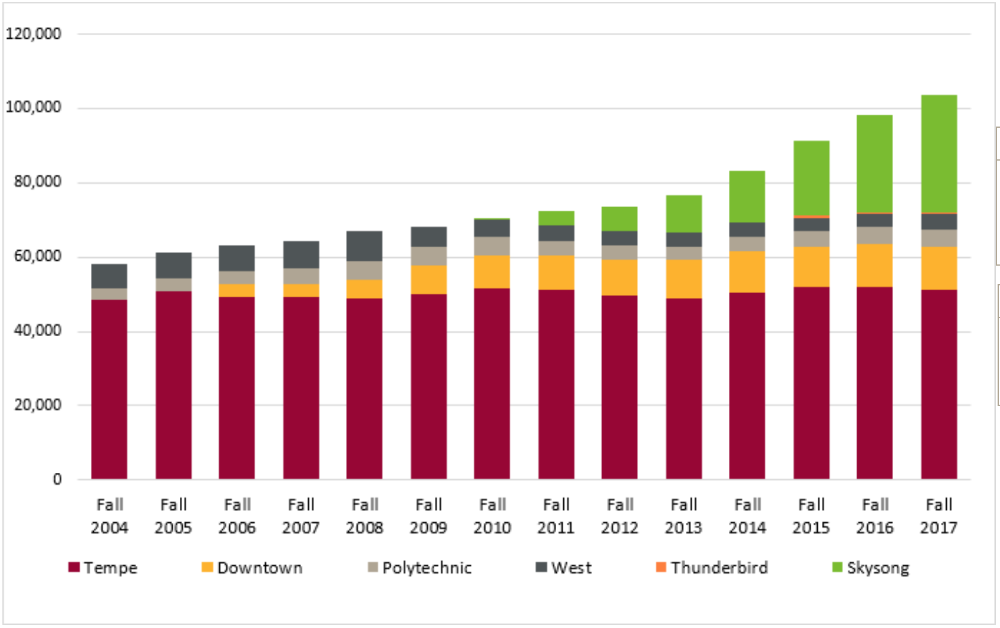 120,000
100,000
80,000
60,000
40,000
20,000
0
Fall Fall Fall Fall Fall Fall Fall Fall Fall Fall Fall Fall Fall Fall
2004 2005 2006 2007 2008 2009 2010 2011 2012 2013 2014 2015 2016 2017
Tempe Downtown Polytechnic West Thunderbird Skysong